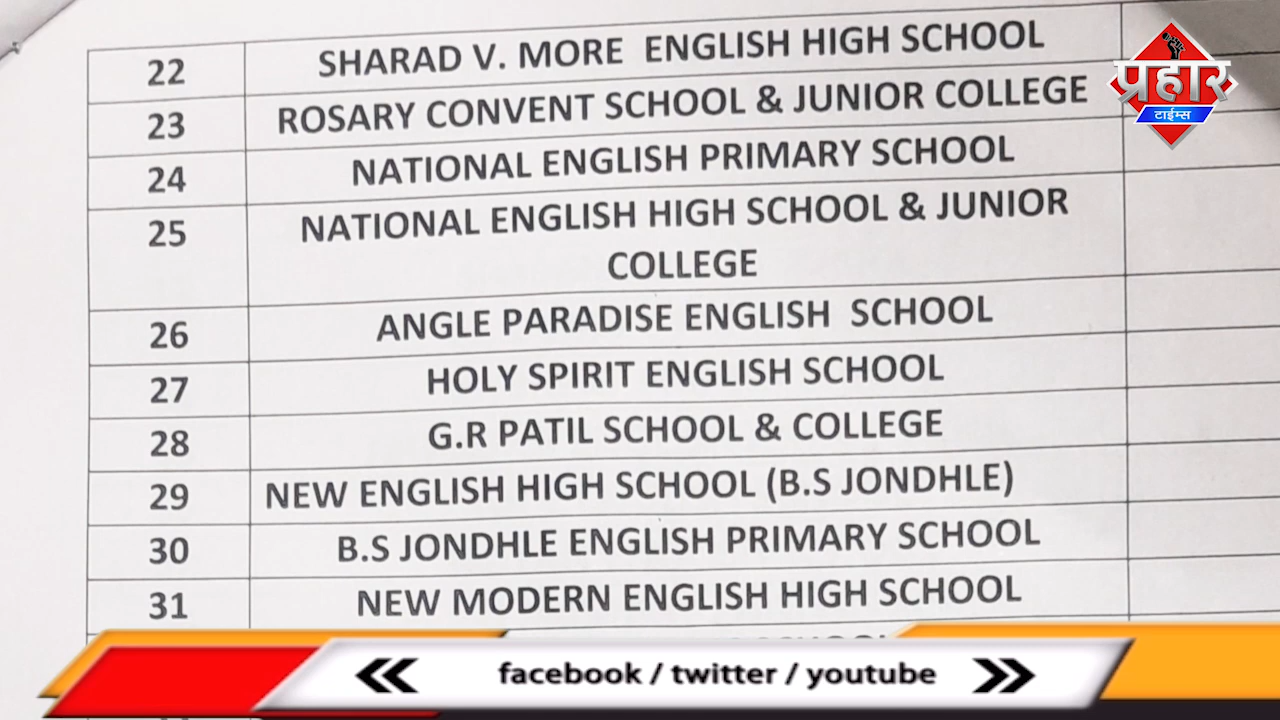 22 SHARAD V. MORE ENGLISH HIGH SCHOOL
23 ROSARY CONVENT SCHOOL & JUNIOR COLLEGE
24 NATIONAL ENGLISH PRIMARY SCHOOL
25 NATIONAL ENGLISH HIGH SCHOOL & JUNIOR
COLLEGE
26 ANGLE PARADISE ENGLISH SCHOOL
27 HOLY SPIRIT ENGLISH SCHOOL
28 G.R PATIL SCHOOL & COLLEGE
29 NEW ENGLISH HIGH SCHOOL (B.S JONDHLE)
30 B.S JONDHLE ENGLISH PRIMARY SCHOOL
31 NEW MODERN ENGLISH HIGH SCHOOL
प्रहार
टाईम्स
facebook / twitter / youtube